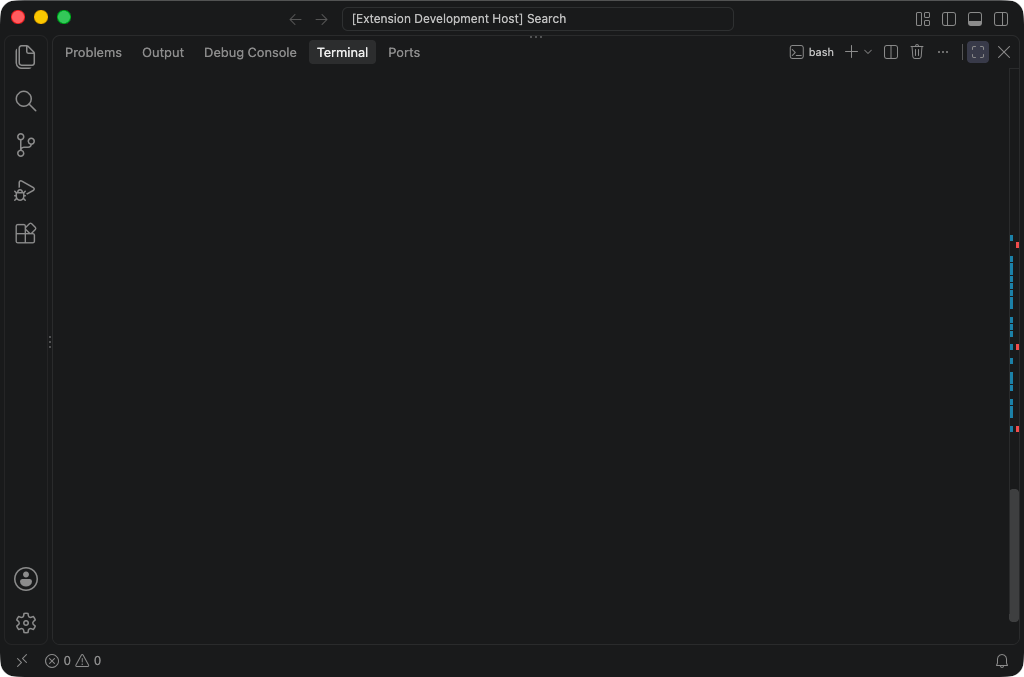 [Extension Development Host] Search
Problems Output Debug Console Terminal Ports bash
0 0